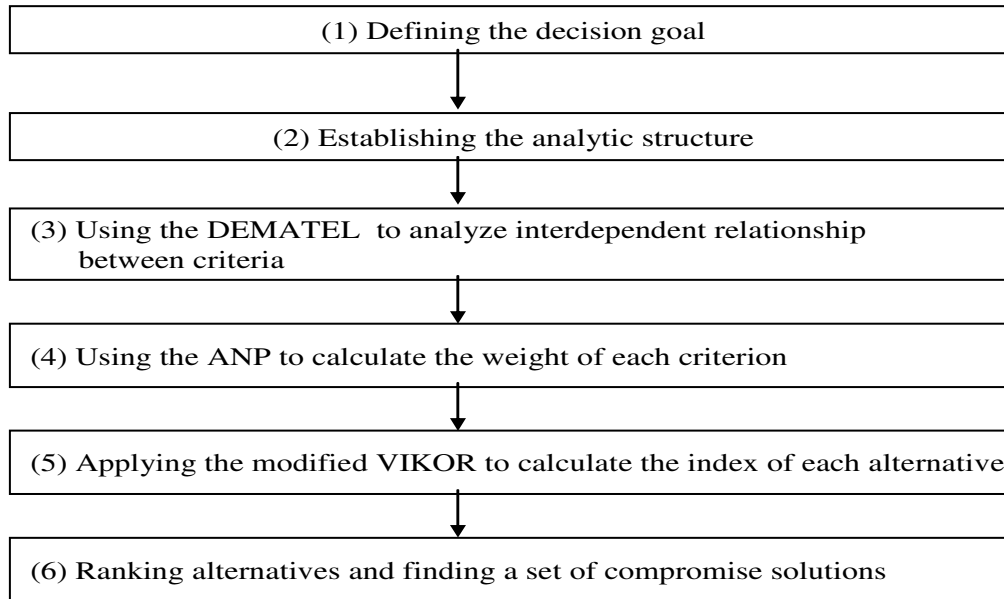 (1) Defining the decision goal
(2) Establishing the analytic structure
(3) Using the DEMATEL to analyze interdependent relationship
between criteria
(4) Using the ANP to calculate the weight of each criterion
(5) Applying the modified VIKOR to calculate the index of each alternative
(6) Ranking alternatives and finding a set of compromise solutions